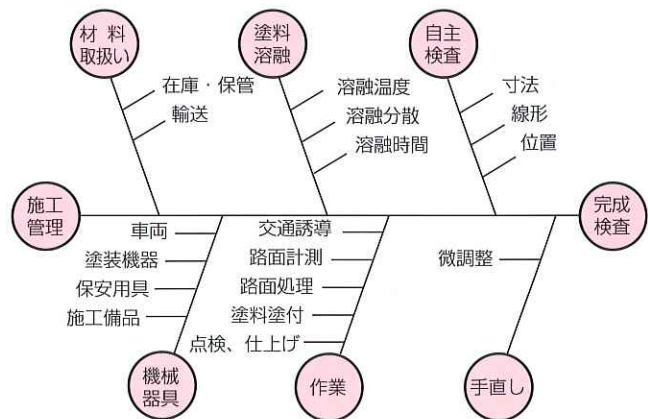 材 料
取扱い
塗料
溶融
自主
検査
在庫・保管
輸送
溶融温度
溶融分散
溶融時間
寸法
線形
位置
施工
管理
完成
検査
車両
塗装機器
保安用具
施工備品
交通誘導
路面計測
路面処理
塗料塗付
点検、仕上げ
微調整
機械
器具
作業
手直し